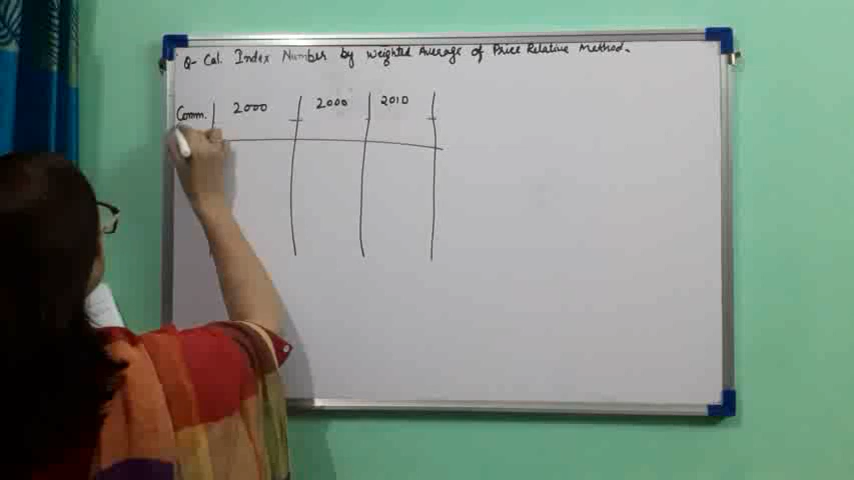 Q- Cal. Index Number by Weighted Average of Price Relative Method.
Comm. 2000 2000 2010